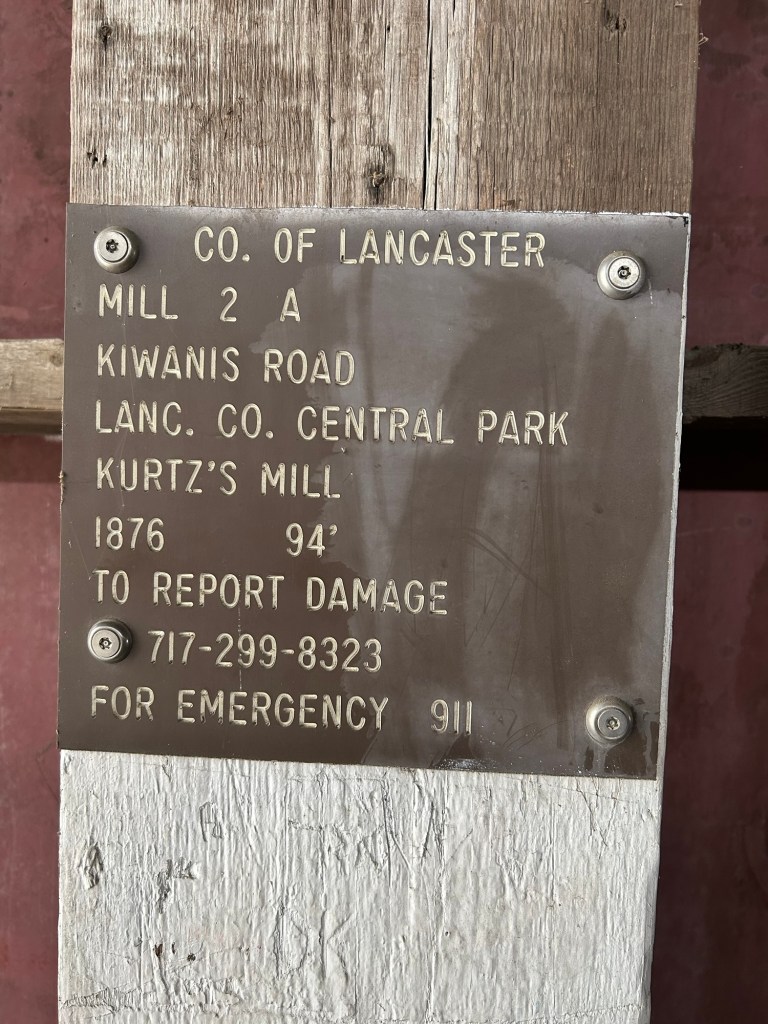 CO. OF LANCASTER
MILL 2 A
KIWANIS ROAD
LANC. CO. CENTRAL PARK
KURTZ'S MILL
1876 94'
TO REPORT DAMAGE
717-299-8323
FOR EMERGENCY 911